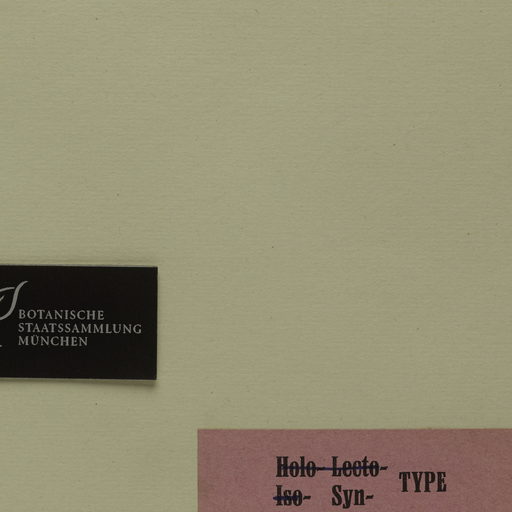 BOTANISCHE
STAATSSAMMLUNG
MÜNCHEN
Holo- Lecto-
Iso- Syn- TYPE